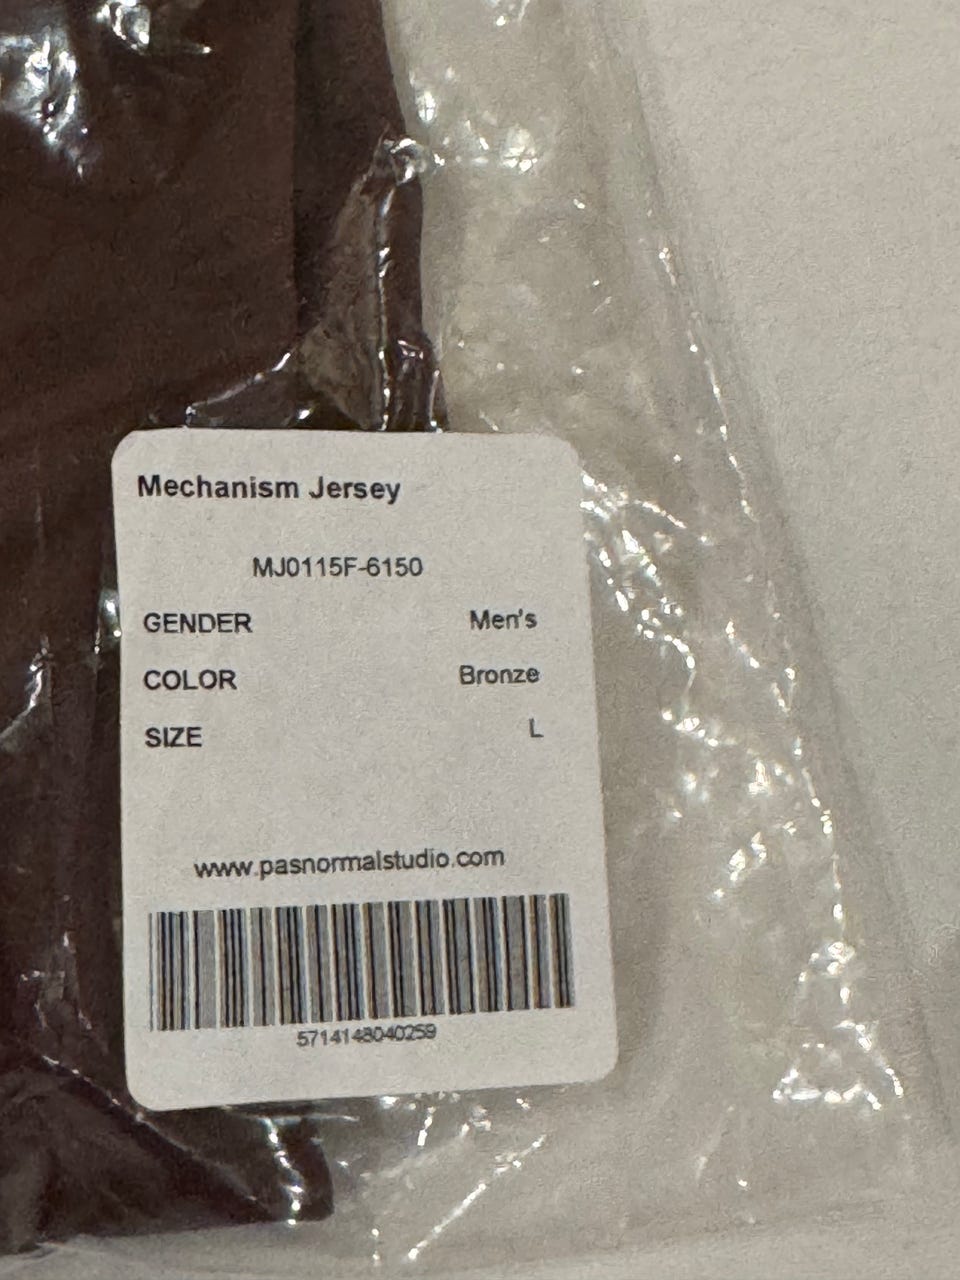 Mechanism Jersey
MJ0115F-6150
GENDER Men's
COLOR Bronze
SIZE L
www.pasnormalstudio.com
5714148040259